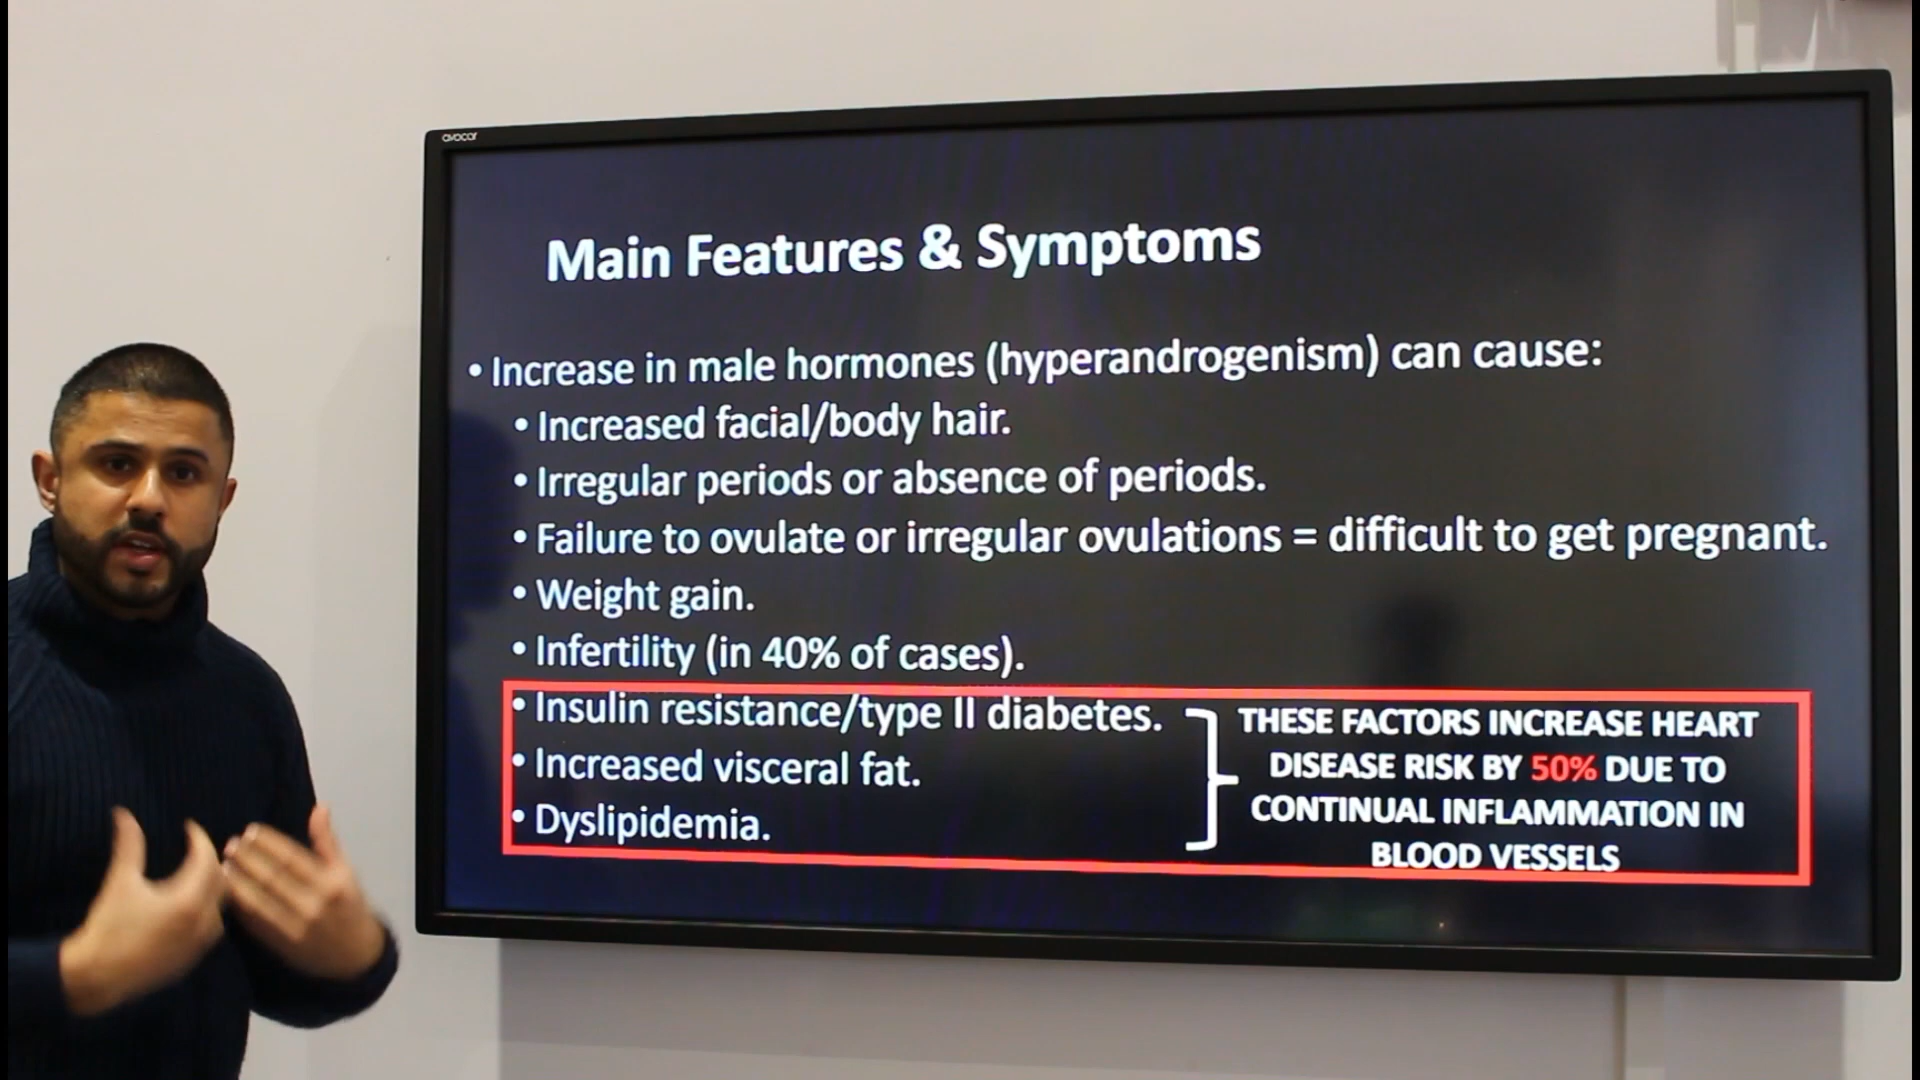 avocor
Main Features & Symptoms
• Increase in male hormones (hyperandrogenism) can cause:
• Increased facial/body hair.
• Irregular periods or absence of periods.
• Failure to ovulate or irregular ovulations = difficult to get pregnant.
• Weight gain.
• Infertility (in 40% of cases).
• Insulin resistance/type II diabetes.
• Increased visceral fat.
• Dyslipidemia.
THESE FACTORS INCREASE HEART
DISEASE RISK BY 50% DUE TO
CONTINUAL INFLAMMATION IN
BLOOD VESSELS